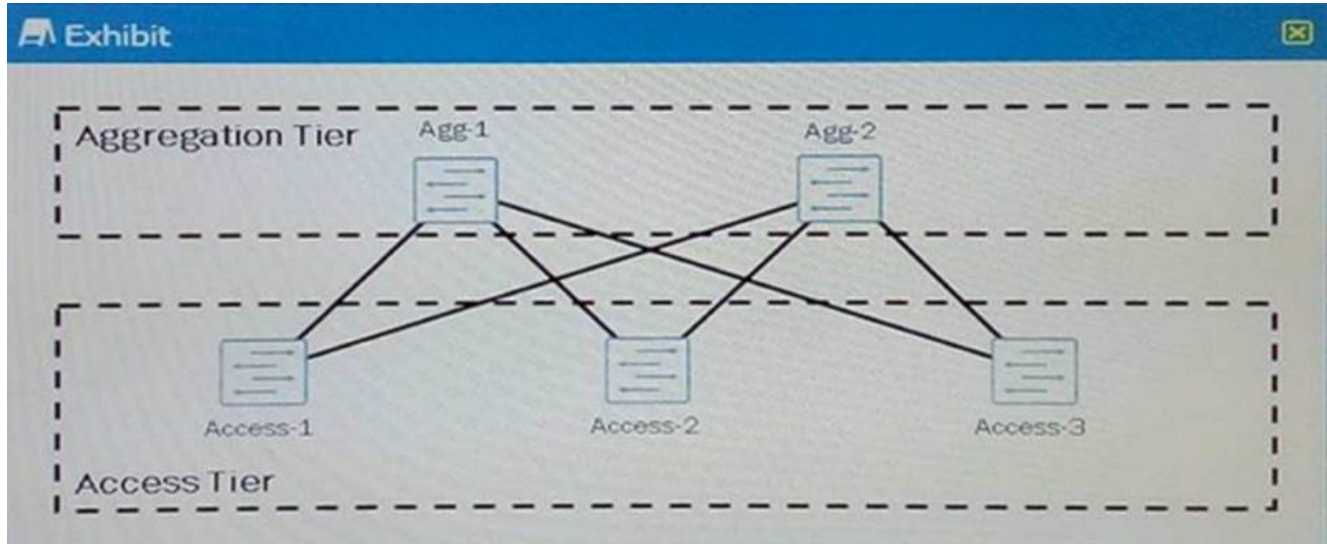 Exhibit
Aggregation Tier
Agg-1
Agg-2
Access-1
Access-2
Access-3
Access Tier